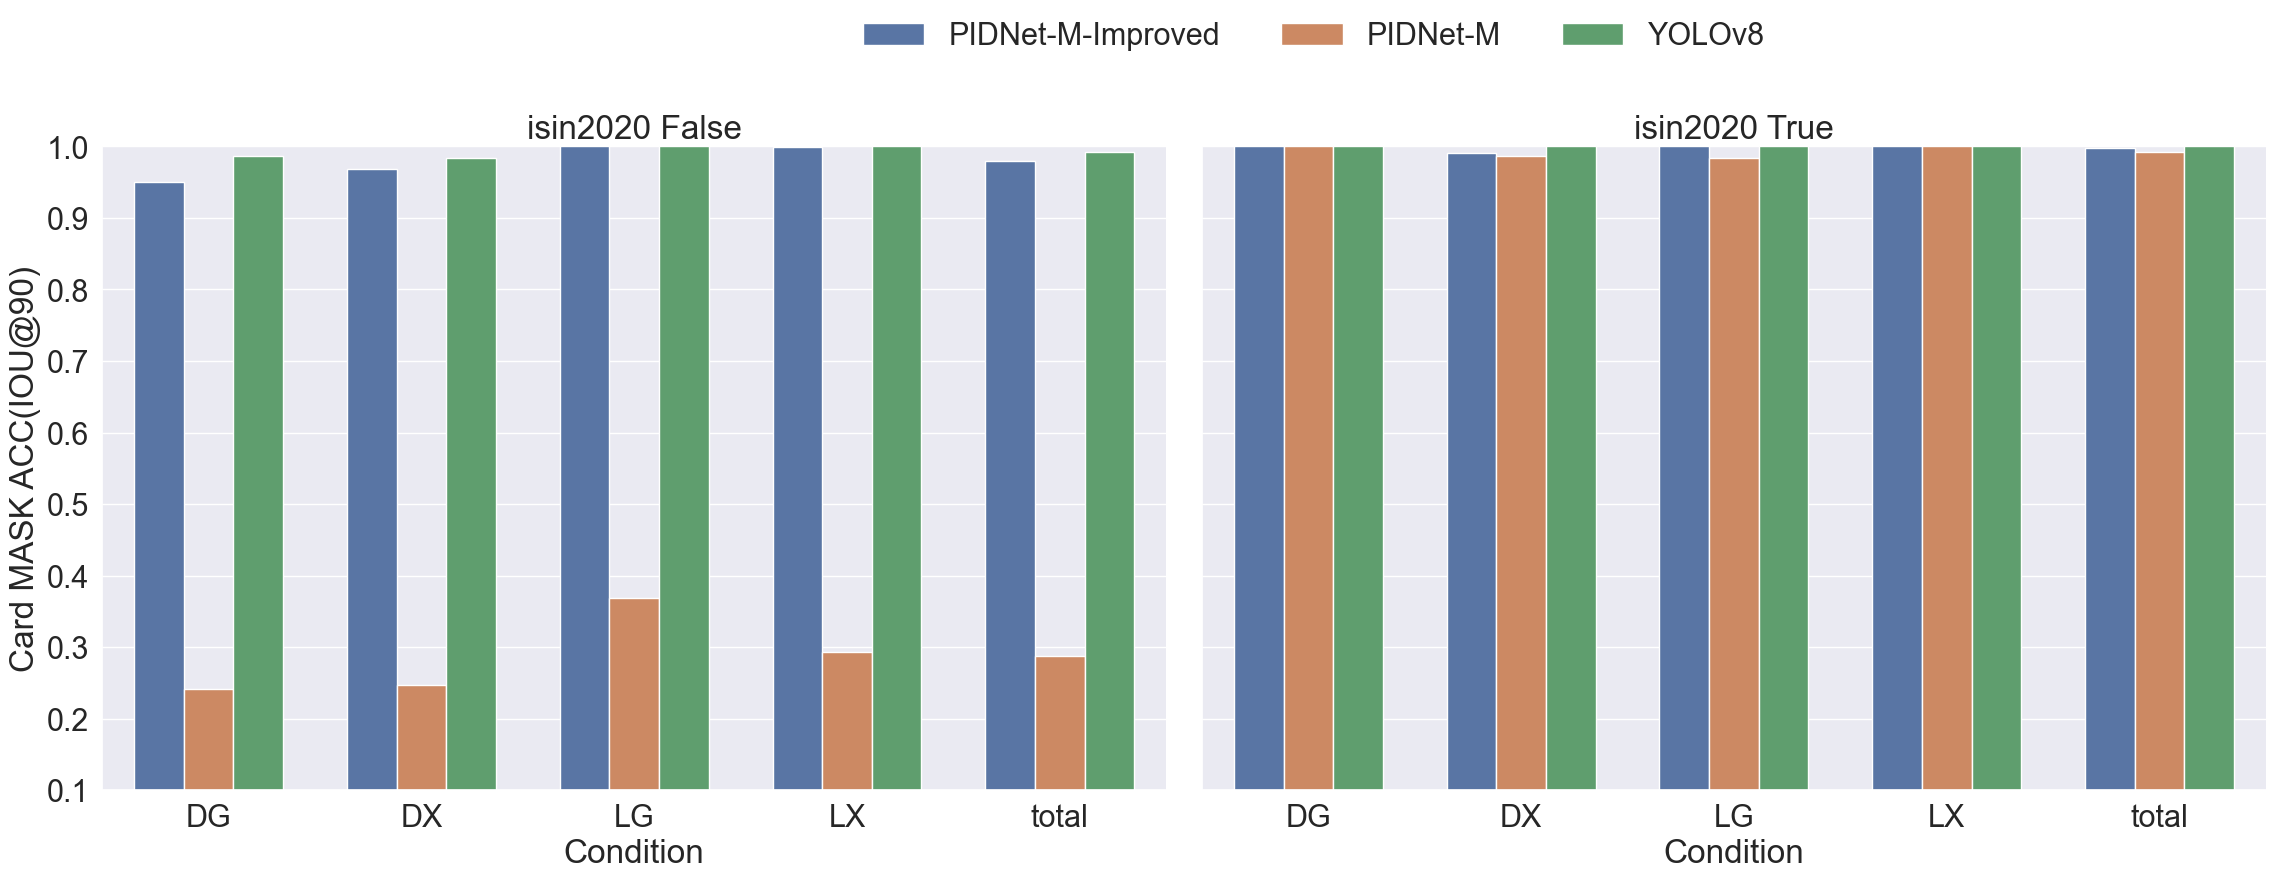 PIDNet-M-Improved PIDNet-M YOLOv8
isin2020 False
isin2020 True
Card MASK ACC(IOU@90)
1.0
0.9
0.8
0.7
0.6
0.5
0.4
0.3
0.2
0.1
DG DX LG LX total
Condition
DG DX LG LX total
Condition